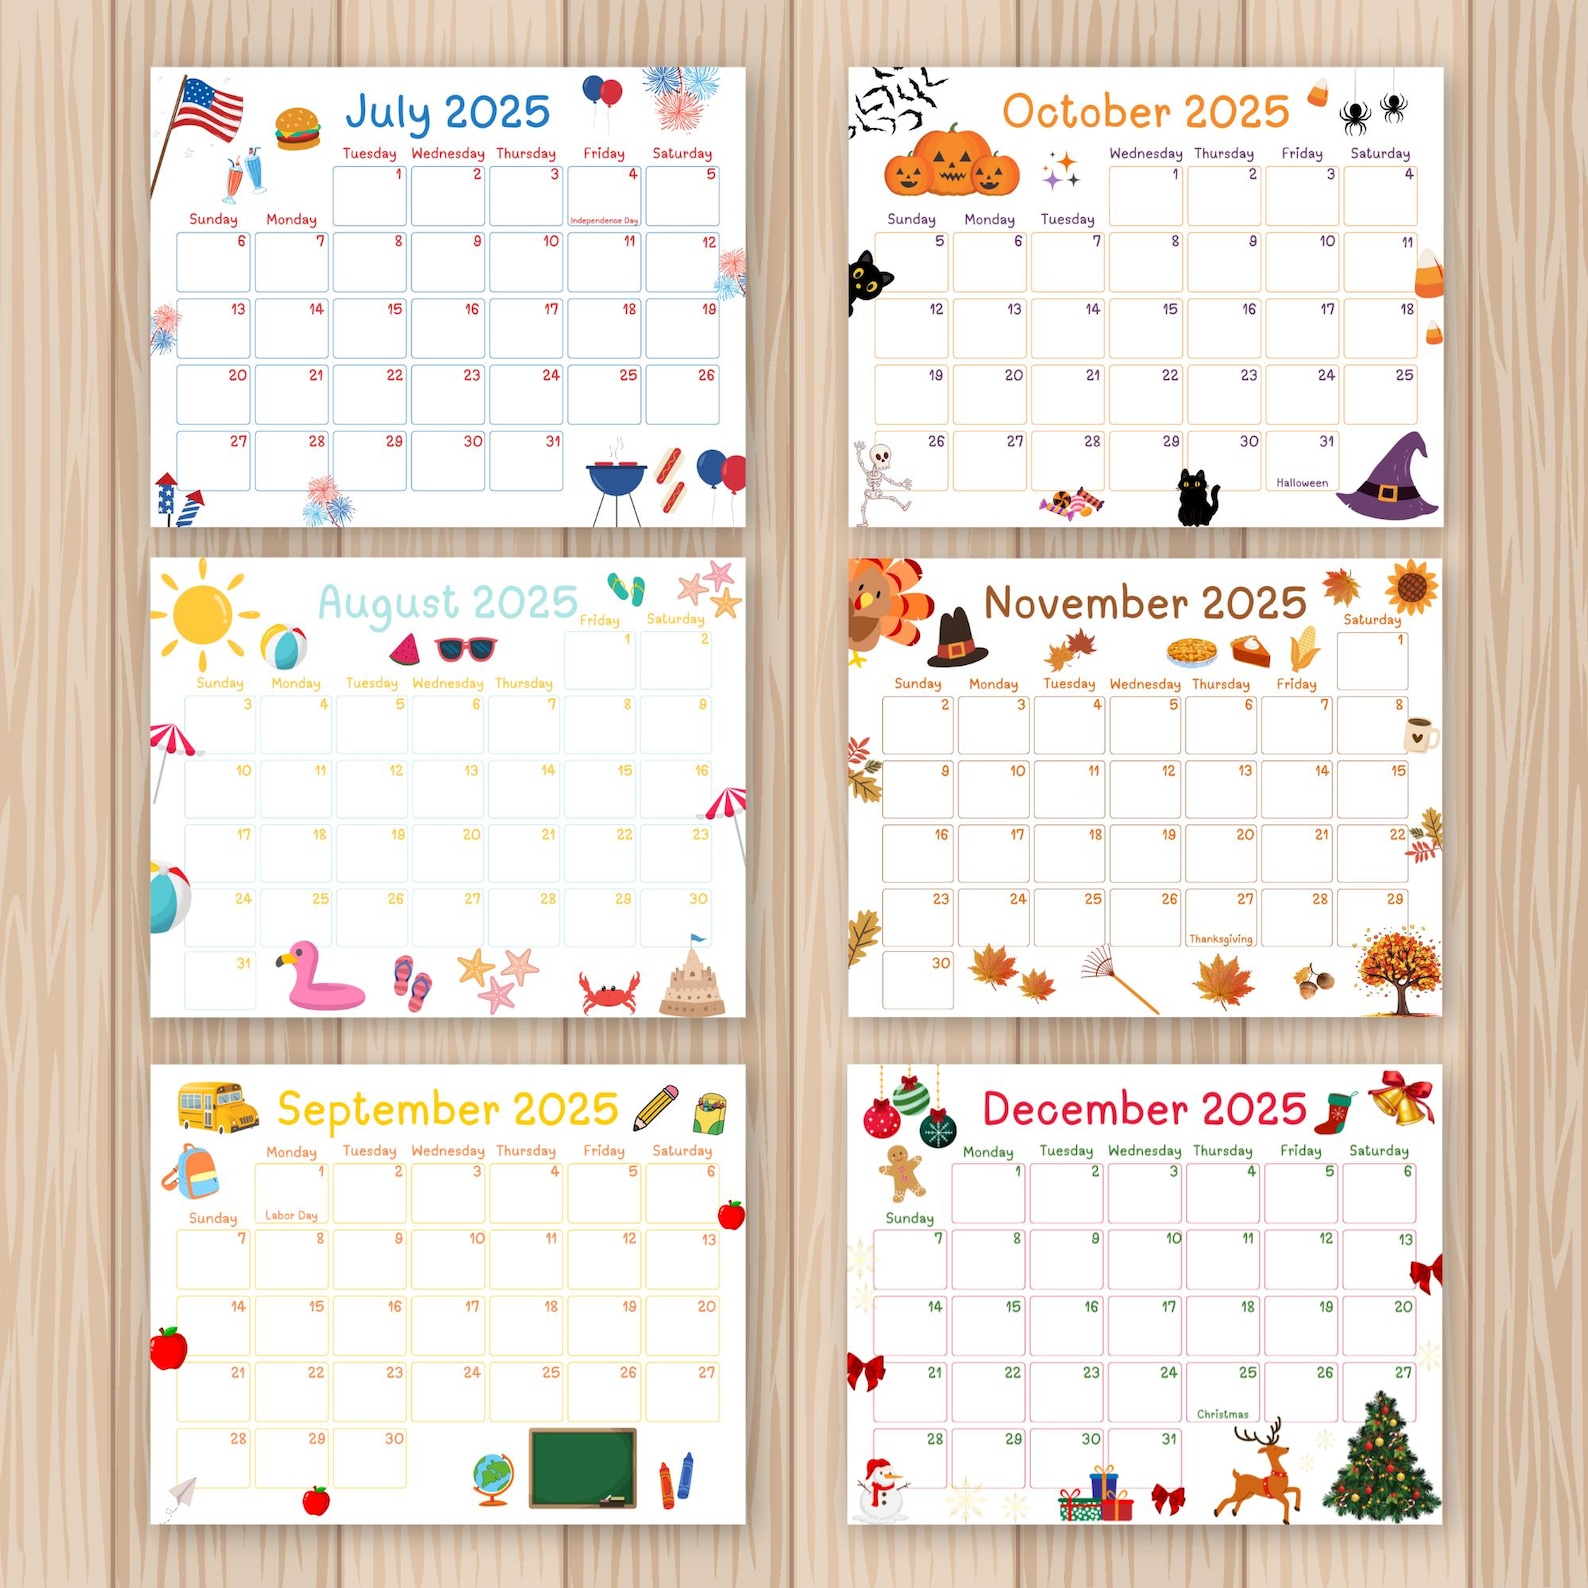 July 2025
Tuesday Wednesday Thursday Friday Saturday
1 2 3 4 5
Independence Day
Sunday Monday
6 7 8 9 10 11 12
13 14 15 16 17 18 19
20 21 22 23 24 25 26
27 28 29 30 31
August 2025
Friday Saturday
1 2
Sunday Monday Tuesday Wednesday Thursday
3 4 5 6 7 8 9
10 11 12 13 14 15 16
17 18 19 20 21 22 23
24 25 26 27 28 29 30
31
September 2025
Monday Tuesday Wednesday Thursday Friday Saturday
1 2 3 4 5 6
Labor Day
Sunday
7 8 9 10 11 12 13
14 15 16 17 18 19 20
21 22 23 24 25 26 27
28 29 30
October 2025
Wednesday Thursday Friday Saturday
1 2 3 4
Sunday Monday Tuesday
5 6 7 8 9 10 11
12 13 14 15 16 17 18
19 20 21 22 23 24 25
26 27 28 29 30 31
Halloween
November 2025
Saturday
1
Sunday Monday Tuesday Wednesday Thursday Friday
2 3 4 5 6 7 8
9 10 11 12 13 14 15
16 17 18 19 20 21 22
23 24 25 26 27 28 29
Thanksgiving
30
December 2025
Monday Tuesday Wednesday Thursday Friday Saturday
1 2 3 4 5 6
Sunday
7 8 9 10 11 12 13
14 15 16 17 18 19 20
21 22 23 24 25 26 27
Christmas
28 29 30 31